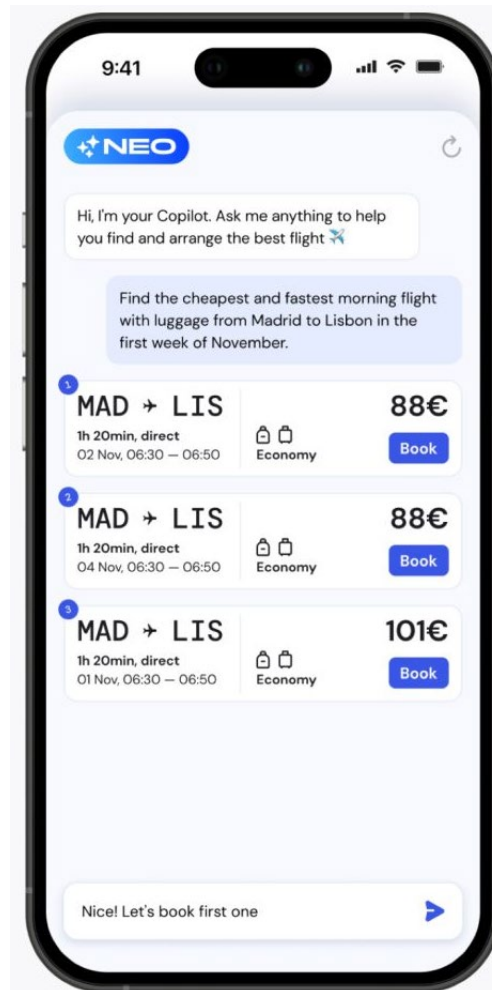 9:41
NEO
Hi, I'm your Copilot. Ask me anything to help
you find and arrange the best flight
Find the cheapest and fastest morning flight
with luggage from Madrid to Lisbon in the
first week of November.
1
MAD → LIS 88€
1h 20min, direct
02 Nov, 06:30 — 06:50 Economy Book
2
MAD → LIS 88€
1h 20min, direct
04 Nov, 06:30 — 06:50 Economy Book
3
MAD → LIS 101€
1h 20min, direct
01 Nov, 06:30 — 06:50 Economy Book
Nice! Let's book first one